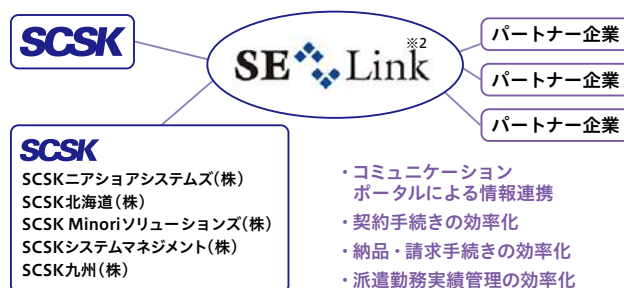 SCSK
SE Link
※2
パートナー企業
パートナー企業
パートナー企業
SCSK
SCSKニアショアシステムズ(株)
SCSK北海道(株)
SCSK Minoriソリューションズ(株)
SCSKシステムマネジメント(株)
SCSK九州(株)
・コミュニケーション
ポータルによる情報連携
・契約手続きの効率化
・納品・請求手続きの効率化
・派遣勤務実績管理の効率化